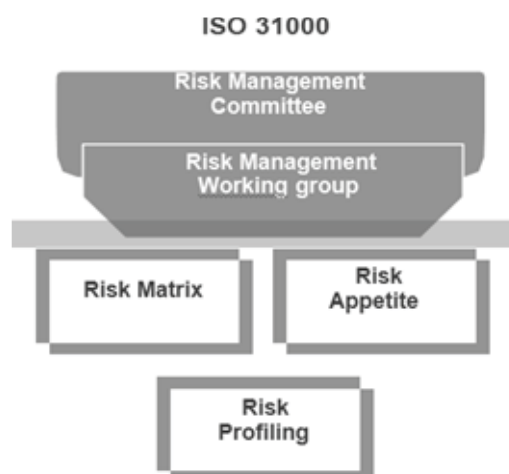 ISO 31000
Risk Management
Committee
Risk Management
Working group
Risk Matrix
Risk
Appetite
Risk
Profiling